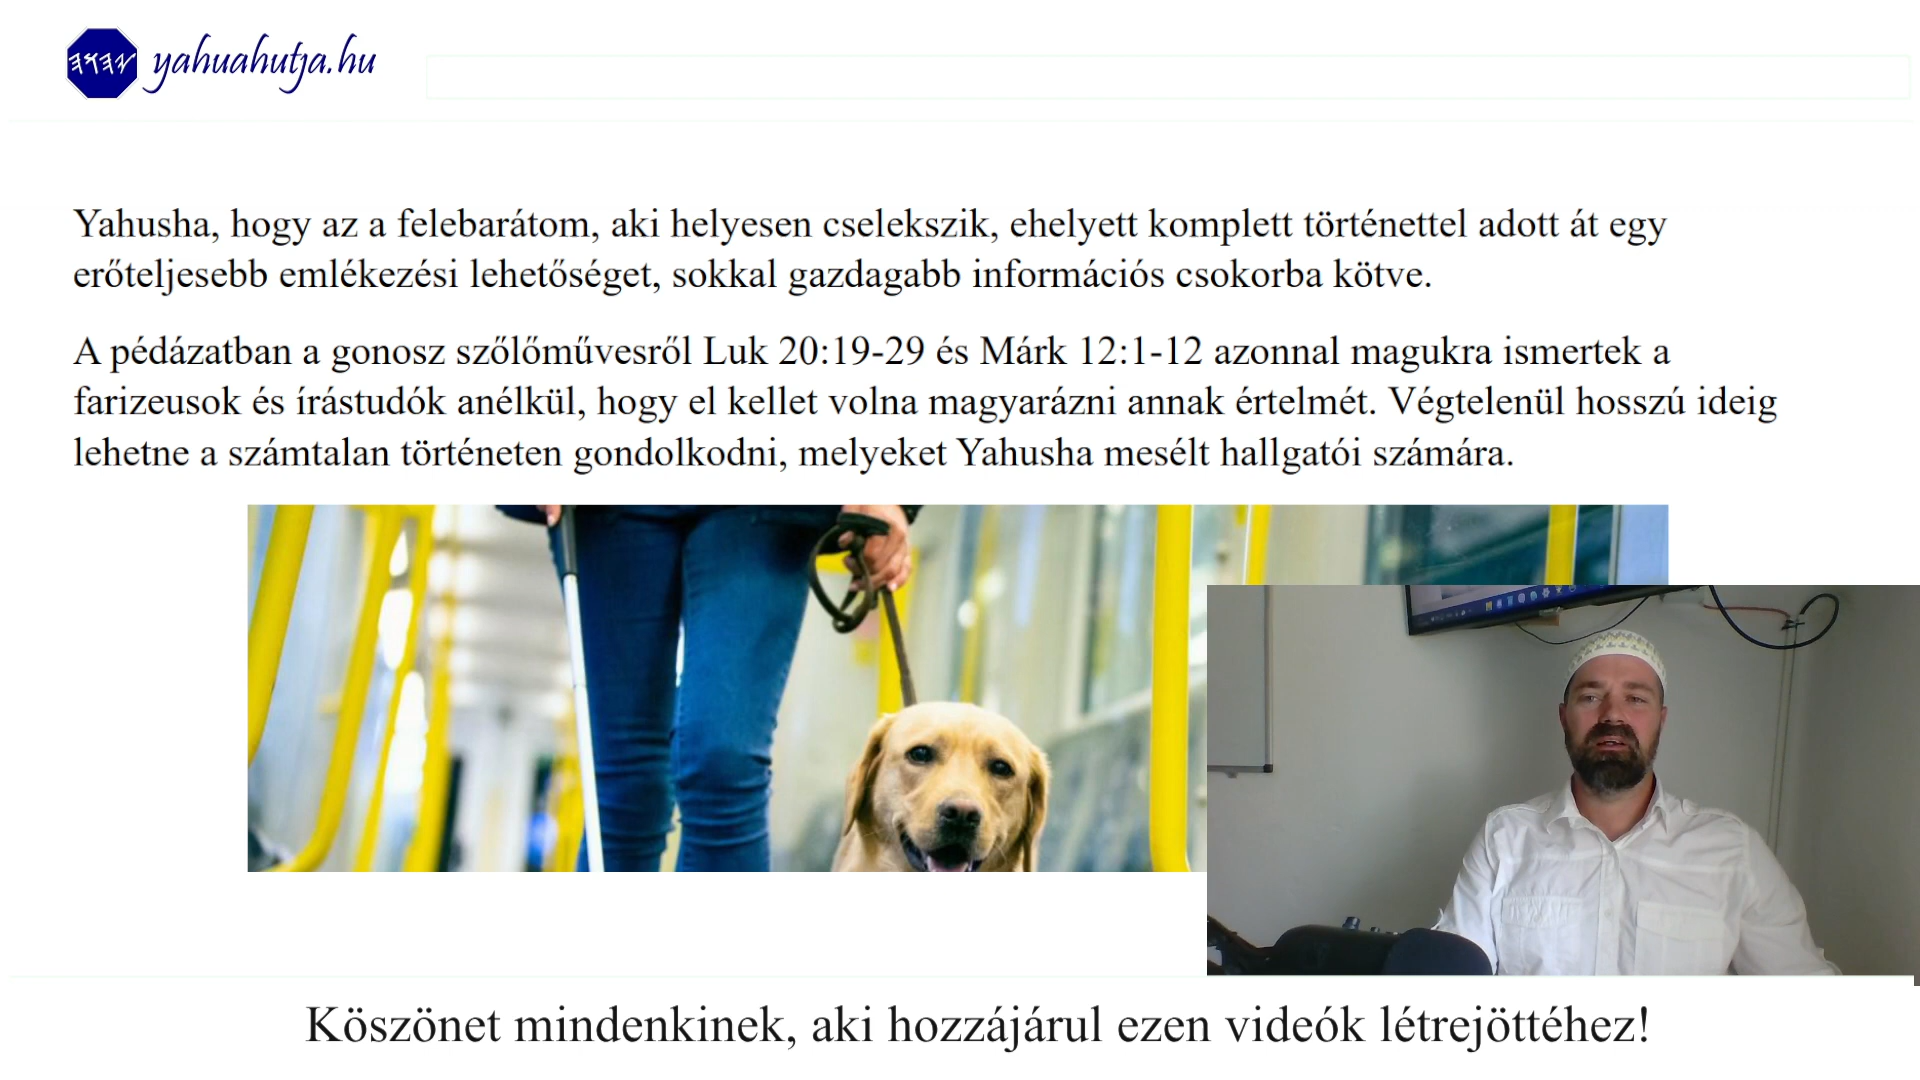 𐤉𐤄𐤅𐤄 yahuahutja.hu
Yahusha, hogy az a felebarátom, aki helyesen cselekszik, ehelyett komplett történettel adott át egy
erőteljesebb emlékezési lehetőséget, sokkal gazdagabb információs csokorba kötve.
A pédázatban a gonosz szőlőművesről Luk 20:19-29 és Márk 12:1-12 azonnal magukra ismertek a
farizeusok és írástudók anélkül, hogy el kellet volna magyarázni annak értelmét. Végtelenül hosszú ideig
lehetne a számtalan történeten gondolkodni, melyeket Yahusha mesélt hallgatói számára.
Köszönet mindenkinek, aki hozzájárul ezen videók létrejöttéhez!